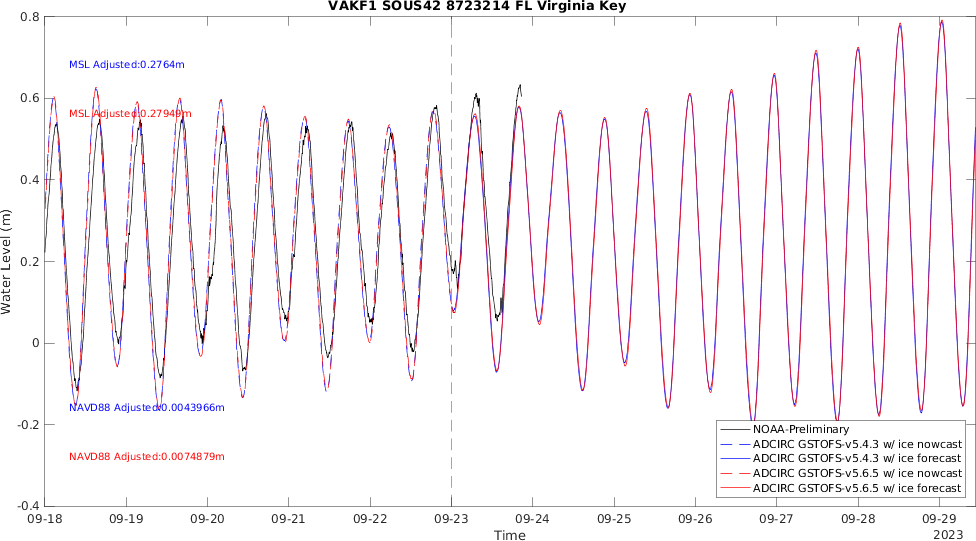 VAKF1 SOUS42 8723214 FL Virginia Key
0.8
MSL Adjusted:0.2764m
0.6
MSL Adjusted:0.27949m
0.4
Water Level (m)
0.2
0
NAVD88 Adjusted:0.0043966m
-0.2
NAVD88 Adjusted:0.0074879m
NOAA-Preliminary
ADCIRC GSTOFS-v5.4.3 w/ ice nowcast
ADCIRC GSTOFS-v5.4.3 w/ ice forecast
ADCIRC GSTOFS-v5.6.5 w/ ice nowcast
ADCIRC GSTOFS-v5.6.5 w/ ice forecast
-0.4
09-18 09-19 09-20 09-21 09-22 09-23 09-24 09-25 09-26 09-27 09-28 09-29
Time
2023